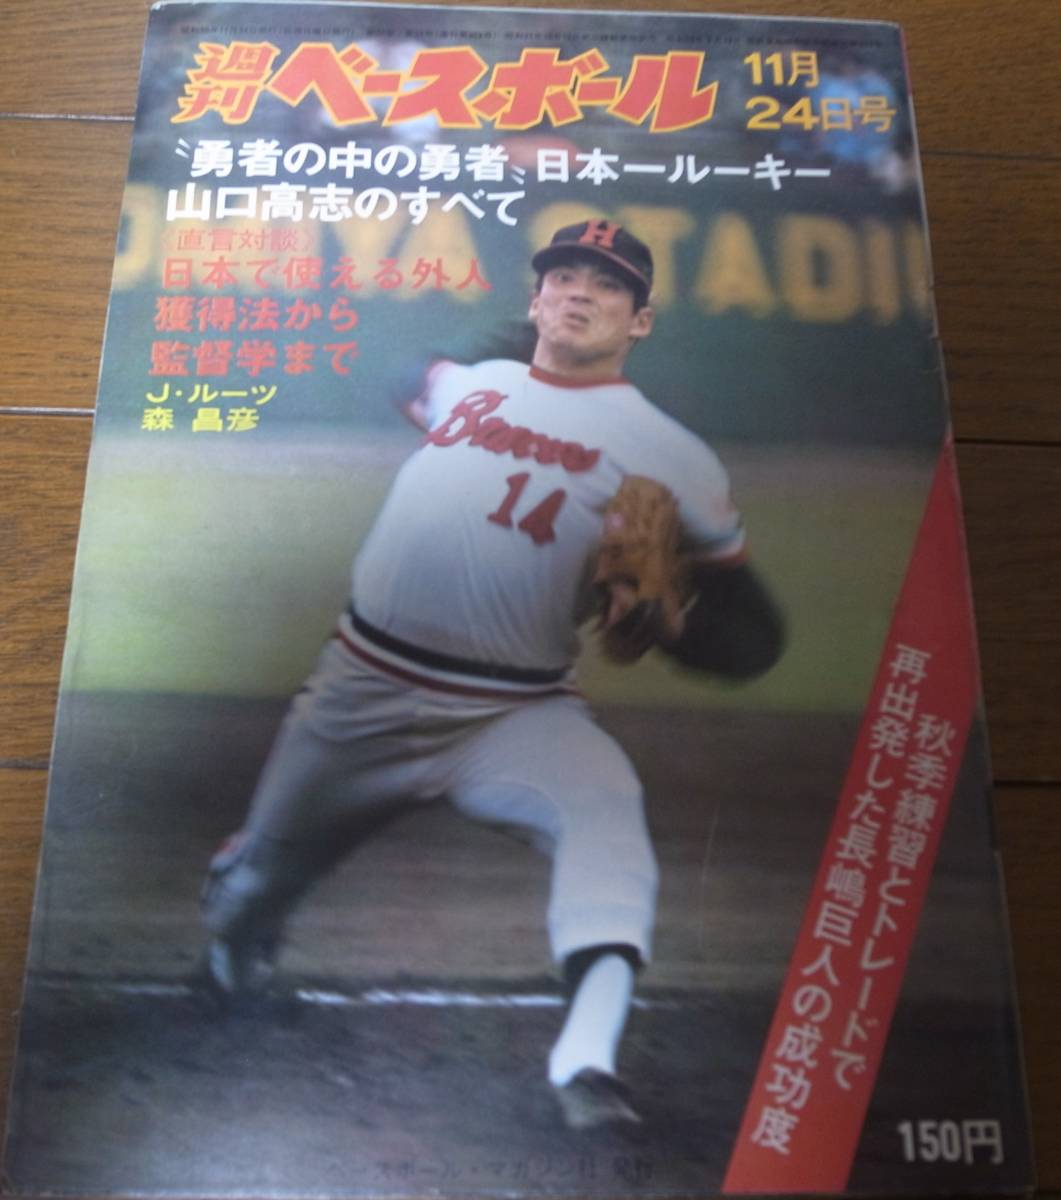 週刊ベースボール
11月
24日号
〝勇者の中の勇者〟日本一ルーキー
山口高志のすべて
《直言対談》
日本で使える外人
獲得法から
監督学まで
J・ルーツ
森 昌彦
H
YA STADIU
Braves
14
秋季練習とトレードで
再出発した長嶋巨人の成功度
150円
ベースボール・マガジン社 発行